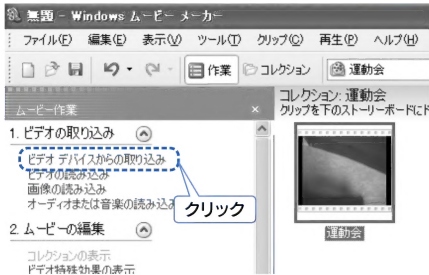 無題 - Windows ムービー メーカー
ファイル(F) 編集(E) 表示(V) ツール(T) クリップ(C) 再生(P) ヘルプ(H)
作業 コレクション 運動会
ムービー作業 ×
コレクション: 運動会
クリップを下のストーリーボードにド
1. ビデオの取り込み
ビデオ デバイスからの取り込み
ビデオの読み込み
画像の読み込み
オーディオまたは音楽の読み込み
クリック
2. ムービーの編集
コレクションの表示
ビデオ特殊効果の表示
運動会